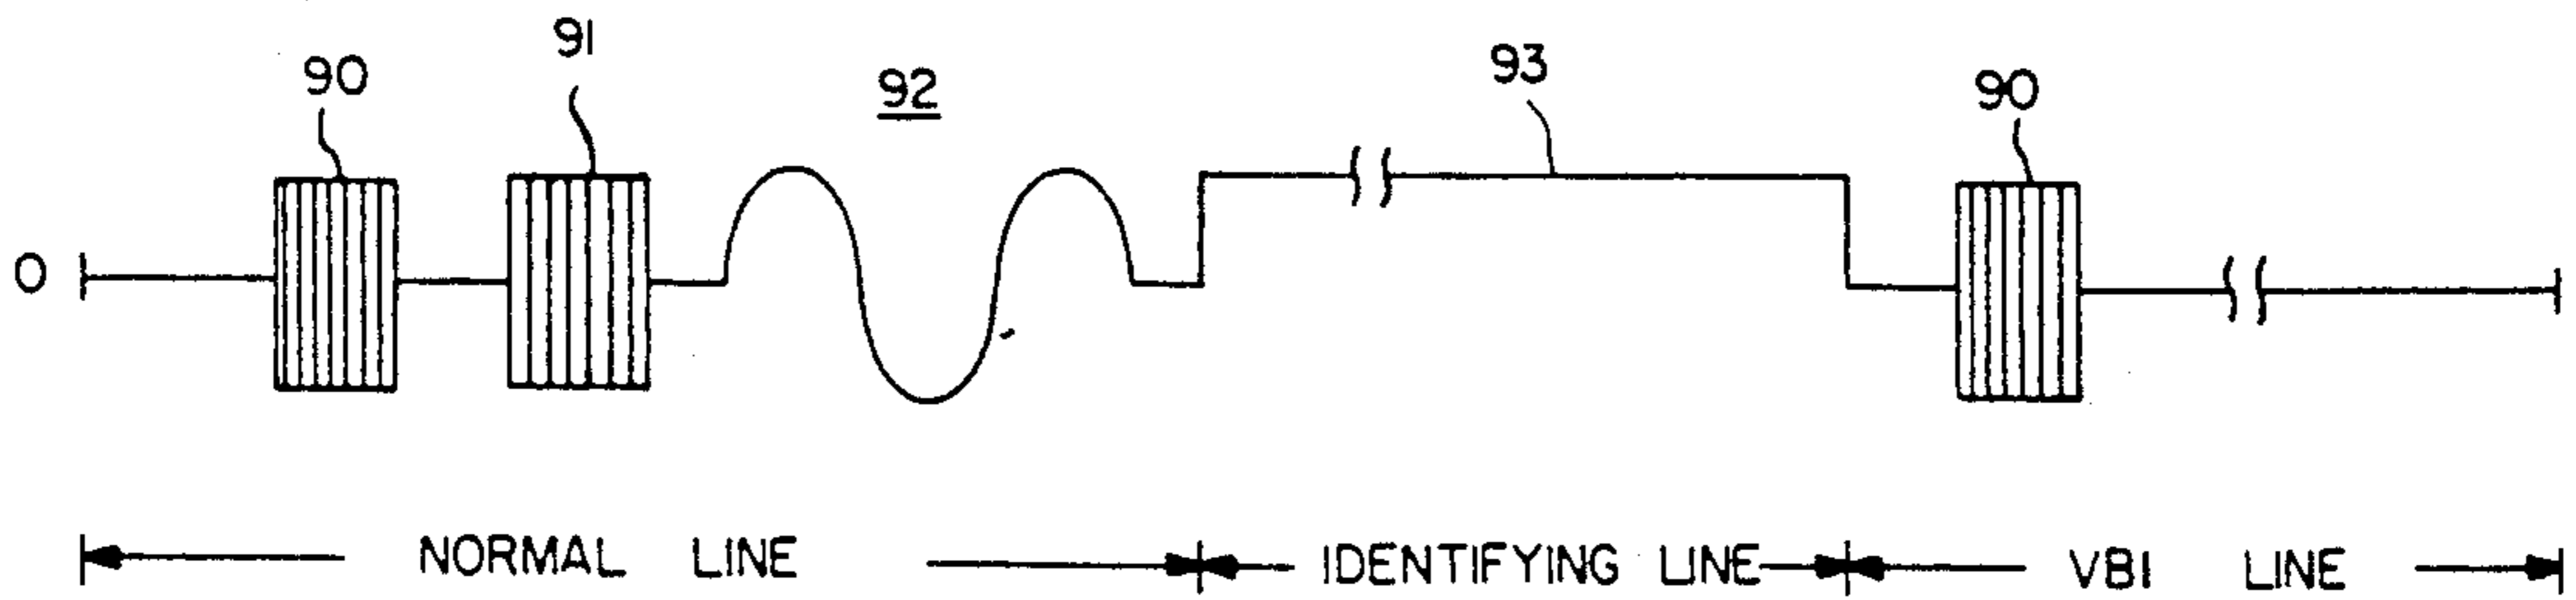 90
91
92
93
90
0
NORMAL LINE
IDENTIFYING LINE
VBI LINE